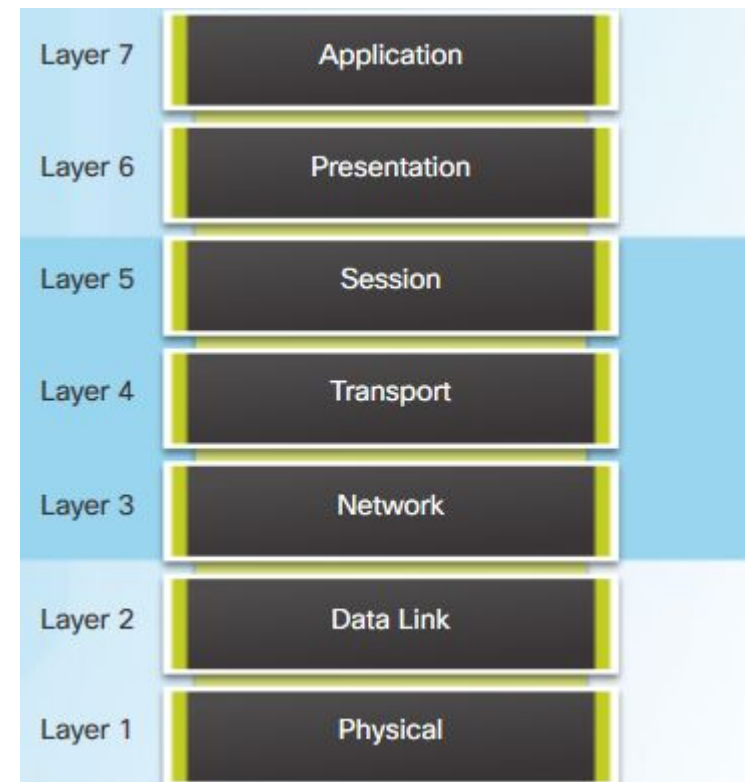 Layer 7 Application
Layer 6 Presentation
Layer 5 Session
Layer 4 Transport
Layer 3 Network
Layer 2 Data Link
Layer 1 Physical